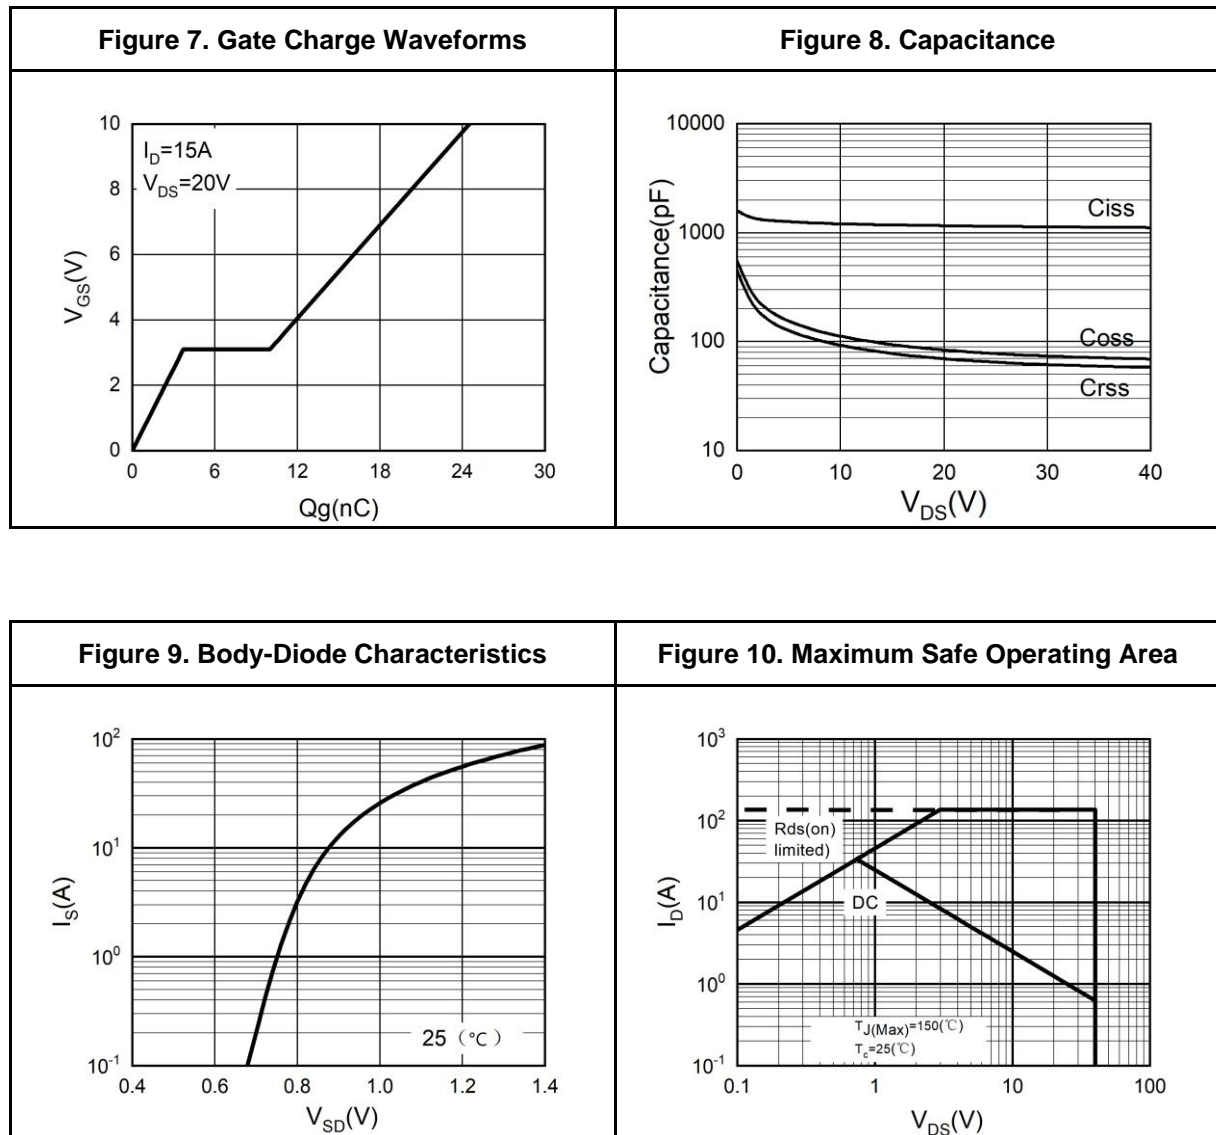 Figure 7. Gate Charge Waveforms
Figure 8. Capacitance
10
8
6
4
2
0
I_D=15A
V_DS=20V
V_GS(V)
0 6 12 18 24 30
Qg(nC)
10000
1000
100
10
Capacitance(pF)
Ciss
Coss
Crss
0 10 20 30 40
V_DS(V)
Figure 9. Body-Diode Characteristics
Figure 10. Maximum Safe Operating Area
10^2
10^1
10^0
10^-1
I_S(A)
25（℃）
0.4 0.6 0.8 1.0 1.2 1.4
V_SD(V)
10^3
10^2
10^1
10^0
10^-1
I_D(A)
Rds(on)
limited)
DC
T_J(Max)=150(℃)
T_c=25(℃)
0.1 1 10 100
V_DS(V)